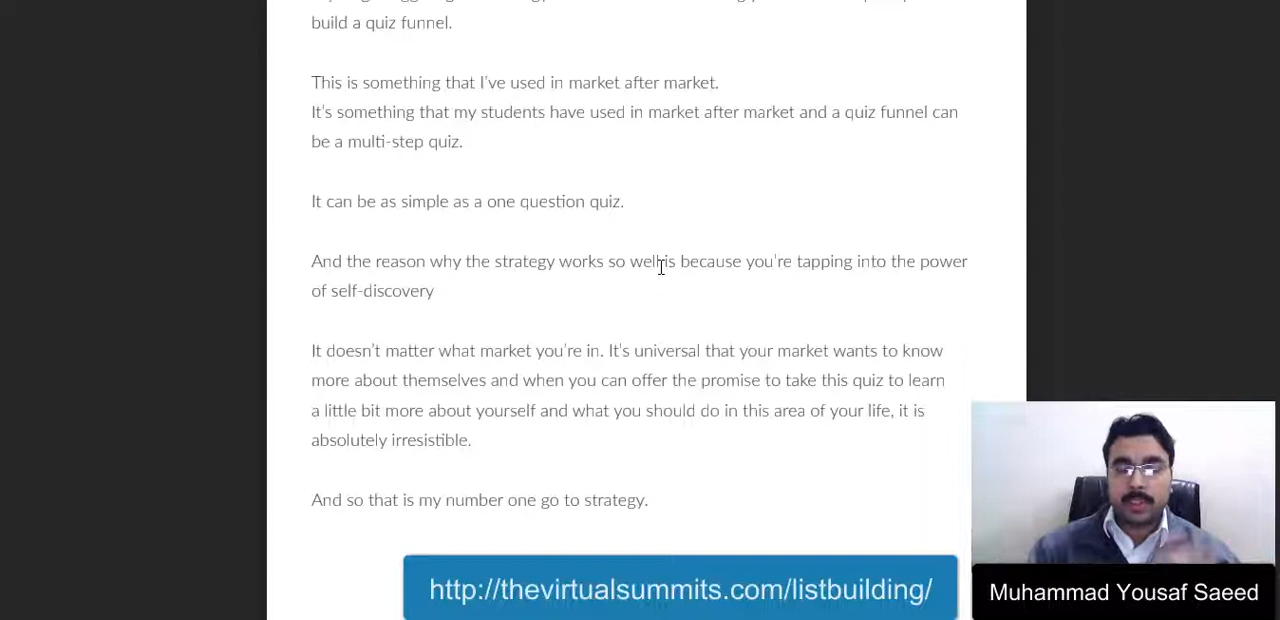 build a quiz funnel.
This is something that I've used in market after market.
It's something that my students have used in market after market and a quiz funnel can
be a multi-step quiz.
It can be as simple as a one question quiz.
And the reason why the strategy works so well is because you're tapping into the power
of self-discovery
It doesn't matter what market you're in. It's universal that your market wants to know
more about themselves and when you can offer the promise to take this quiz to learn
a little bit more about yourself and what you should do in this area of your life, it is
absolutely irresistible.
And so that is my number one go to strategy.
http://thevirtualsummits.com/listbuilding/
Muhammad Yousaf Saeed